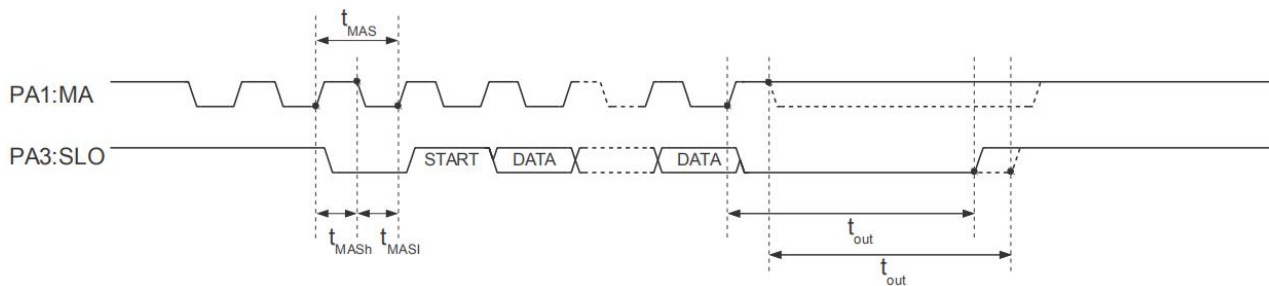 tMAS
PA1:MA
PA3:SLO
START DATA DATA
tMASh tMASl
tout
tout